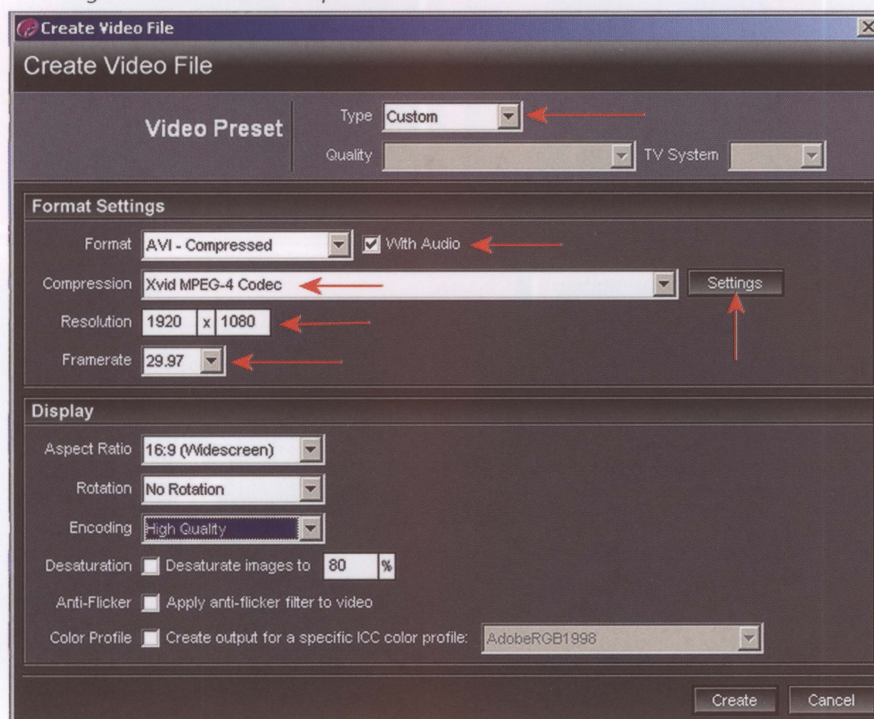 Create Video File
Create Video File
Video Preset
Type Custom
Quality TV System
Format Settings
Format AVI - Compressed With Audio
Compression Xvid MPEG-4 Codec Settings
Resolution 1920 x 1080
Framerate 29.97
Display
Aspect Ratio 16:9 (Widescreen)
Rotation No Rotation
Encoding High Quality
Desaturation Desaturate images to 80 %
Anti-Flicker Apply anti-flicker filter to video
Color Profile Create output for a specific ICC color profile: AdobeRGB1998
Create Cancel